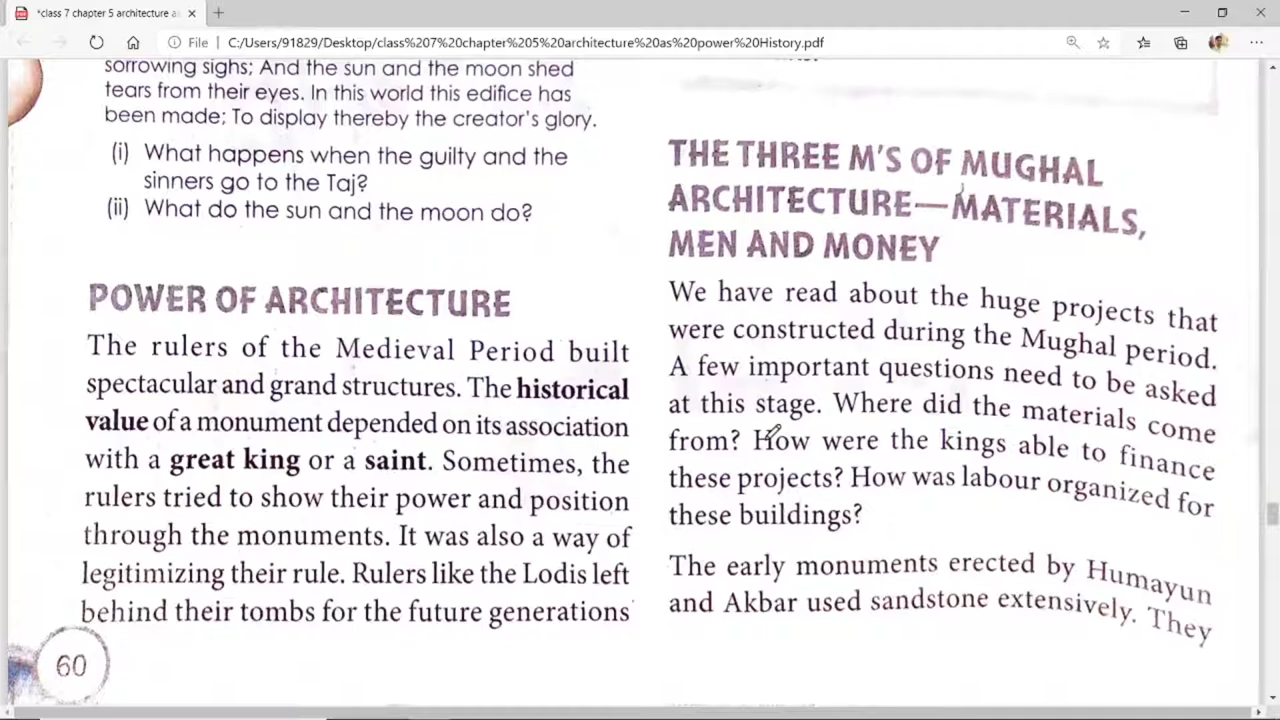 *class 7 chapter 5 architecture a
File
C:/Users/91829/Desktop/class%207%20chapter%205%20architecture%20as%20power%20History.pdf
sorrowing sighs; And the sun and the moon shed
tears from their eyes. In this world this edifice has
been made; To display thereby the creator's glory.
(i) What happens when the guilty and the
sinners go to the Taj?
(ii) What do the sun and the moon do?
POWER OF ARCHITECTURE
The rulers of the Medieval Period built
spectacular and grand structures. The historical
value of a monument depended on its association
with a great king or a saint. Sometimes, the
rulers tried to show their power and position
through the monuments. It was also a way of
legitimizing their rule. Rulers like the Lodis left
behind their tombs for the future generations
60
THE THREE M'S OF MUGHAL
ARCHITECTURE—MATERIALS,
MEN AND MONEY
We have read about the huge projects that
were constructed during the Mughal period.
A few important questions need to be asked
at this stage. Where did the materials come
from? How were the kings able to finance
these projects? How was labour organized for
these buildings?
The early monuments erected by Humayun
and Akbar used sandstone extensively. They